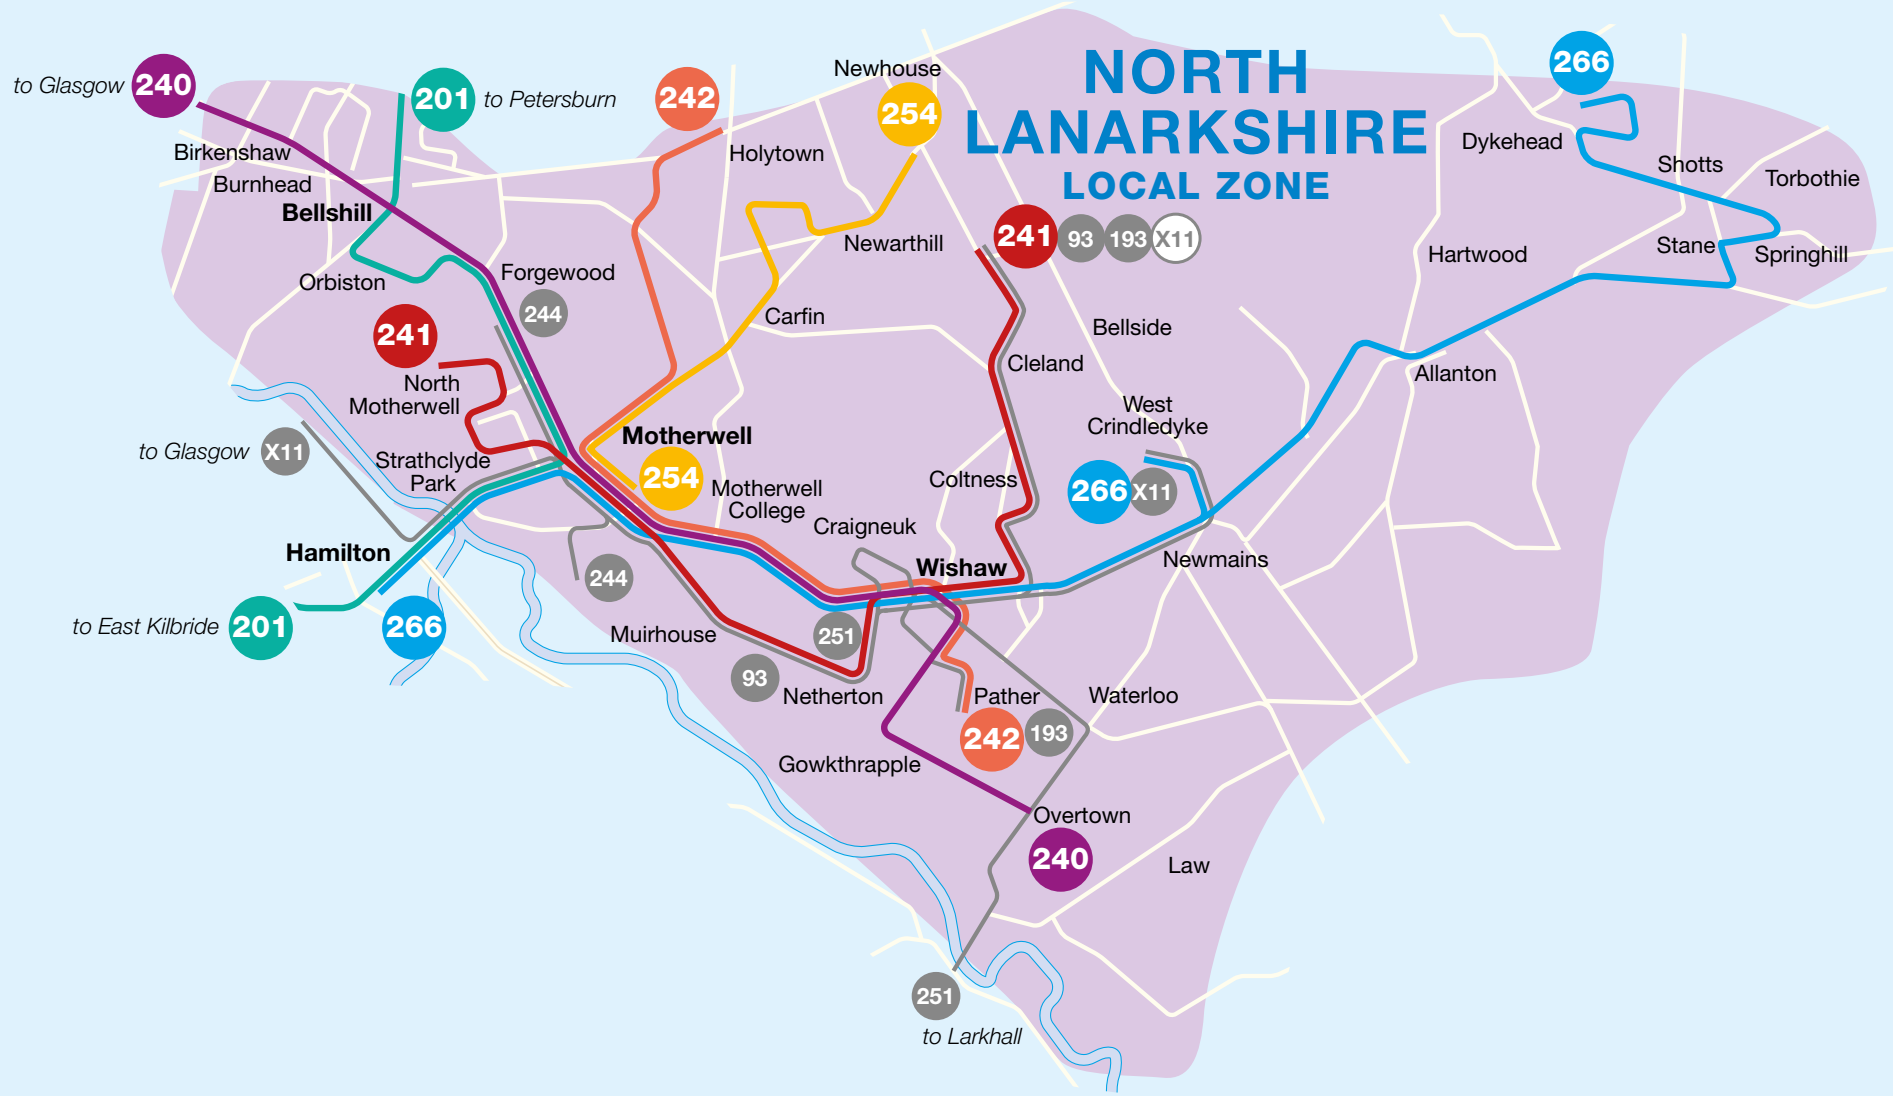 NORTH
LANARKSHIRE
LOCAL ZONE
to Glasgow
240
201
to Petersburn
242
Newhouse
254
266
Birkenshaw
Burnhead
Bellshill
Holytown
Dykehead
Shotts
Torbothie
Orbiston
Forgewood
244
Newarthill
241
93
193
X11
Hartwood
Stane
Springhill
241
North
Motherwell
Carfin
Bellside
Cleland
Allanton
to Glasgow
X11
Strathclyde
Park
Motherwell
254
Motherwell
College
Craigneuk
Coltness
West
Crindledyke
266
X11
Hamilton
Wishaw
Newmains
244
to East Kilbride
201
266
Muirhouse
251
93
Netherton
Pather
242
193
Waterloo
Gowkthrapple
Overtown
240
Law
251
to Larkhall